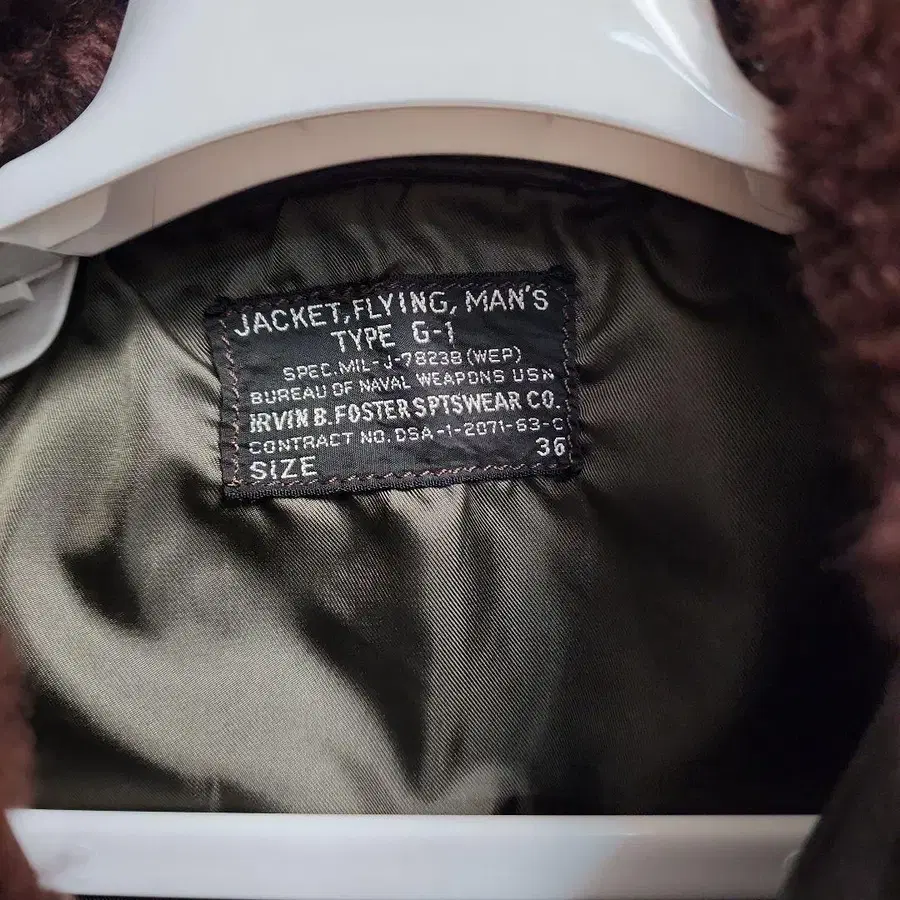 JACKET, FLYING, MAN'S
TYPE G-1
SPEC. MIL-J-7823B (WEP)
BUREAU OF NAVAL WEAPONS USN
IRVIN B. FOSTER SPTSWEAR CO.
CONTRACT NO. DSA-1-2071-63-C
SIZE 36